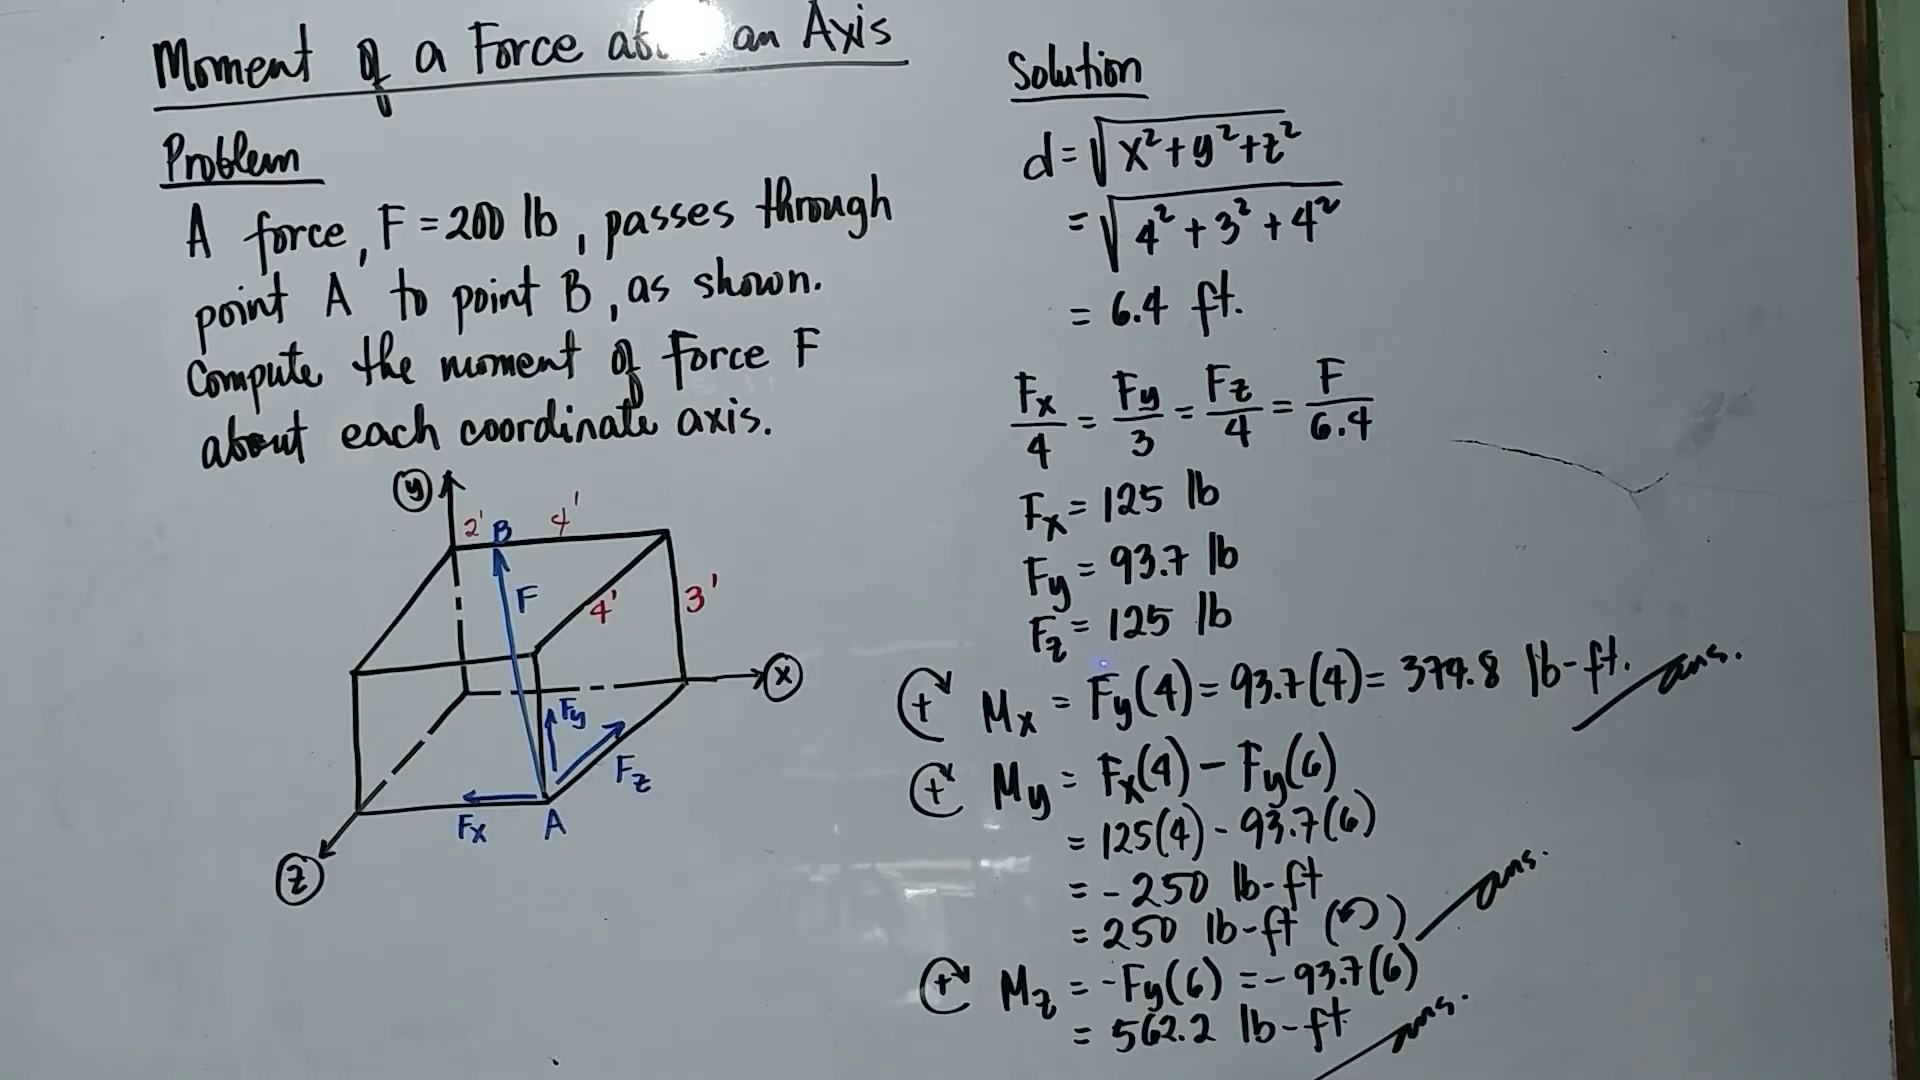 Moment of a Force an Axis
Problem
A force, F = 200 lb, passes through
point A to point B, as shown.
Compute the moment of force F
about each coordinate axis.
y
2' B 4'
F
4'
3'
x
Fy
Fz
Fx A
z
Solution
d = √x²+y²+z²
= √4²+3²+4²
= 6.4 ft.
Fx/4 = Fy/3 = Fz/4 = F/6.4
Fx = 125 lb
Fy = 93.7 lb
Fz = 125 lb
+ Mx = Fy(4) = 93.7(4) = 374.8 lb-ft. ans.
+ My = Fx(4) - Fy(6)
= 125(4) - 93.7(6)
= -250 lb-ft
= 250 lb-ft (↶) ans.
+ Mz = -Fy(6) = -93.7(6)
= 562.2 lb-ft ans.